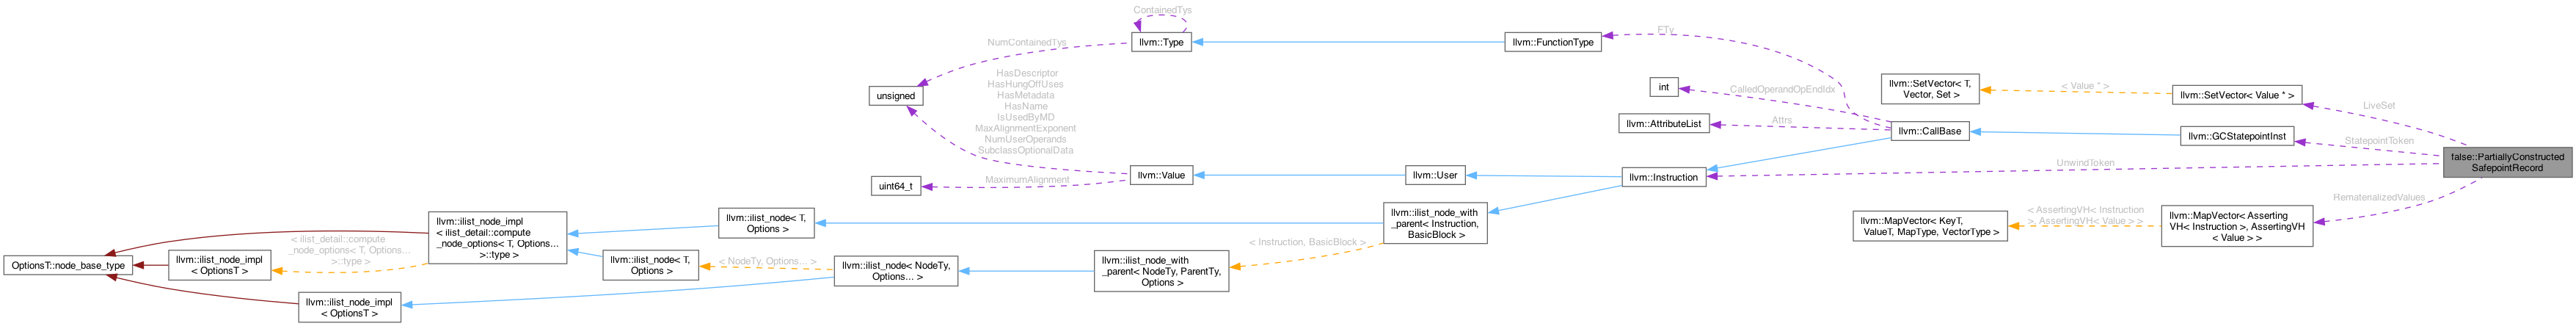 ContainedTys
NumContainedTys
llvm::Type
llvm::FunctionType
FTy
HasDescriptor
HasHungOffUses
HasMetadata
HasName
IsUsedByMD
MaxAlignmentExponent
NumUserOperands
SubclassOptionalData
unsigned
int
CalledOperandOpEndIdx
llvm::SetVector< T,
Vector, Set >
< Value * >
llvm::SetVector< Value * >
LiveSet
llvm::AttributeList
Attrs
llvm::CallBase
llvm::GCStatepointInst
StatepointToken
UnwindToken
false::PartiallyConstructed
SafepointRecord
uint64_t
MaximumAlignment
llvm::Value
llvm::User
llvm::Instruction
RematerializedValues
llvm::ilist_node_impl
< ilist_detail::compute
_node_options< T, Options...
>::type >
llvm::ilist_node< T,
Options >
llvm::ilist_node_with
_parent< Instruction,
BasicBlock >
llvm::MapVector< KeyT,
ValueT, MapType, VectorType >
< AssertingVH< Instruction
>, AssertingVH< Value > >
llvm::MapVector< Asserting
VH< Instruction >, AssertingVH
< Value > >
OptionsT::node_base_type
llvm::ilist_node_impl
< OptionsT >
< ilist_detail::compute
_node_options< T, Options...
>::type >
llvm::ilist_node< T,
Options >
< NodeTy, Options... >
llvm::ilist_node< NodeTy,
Options... >
llvm::ilist_node_with
_parent< NodeTy, ParentTy,
Options >
< Instruction, BasicBlock >
llvm::ilist_node_impl
< OptionsT >